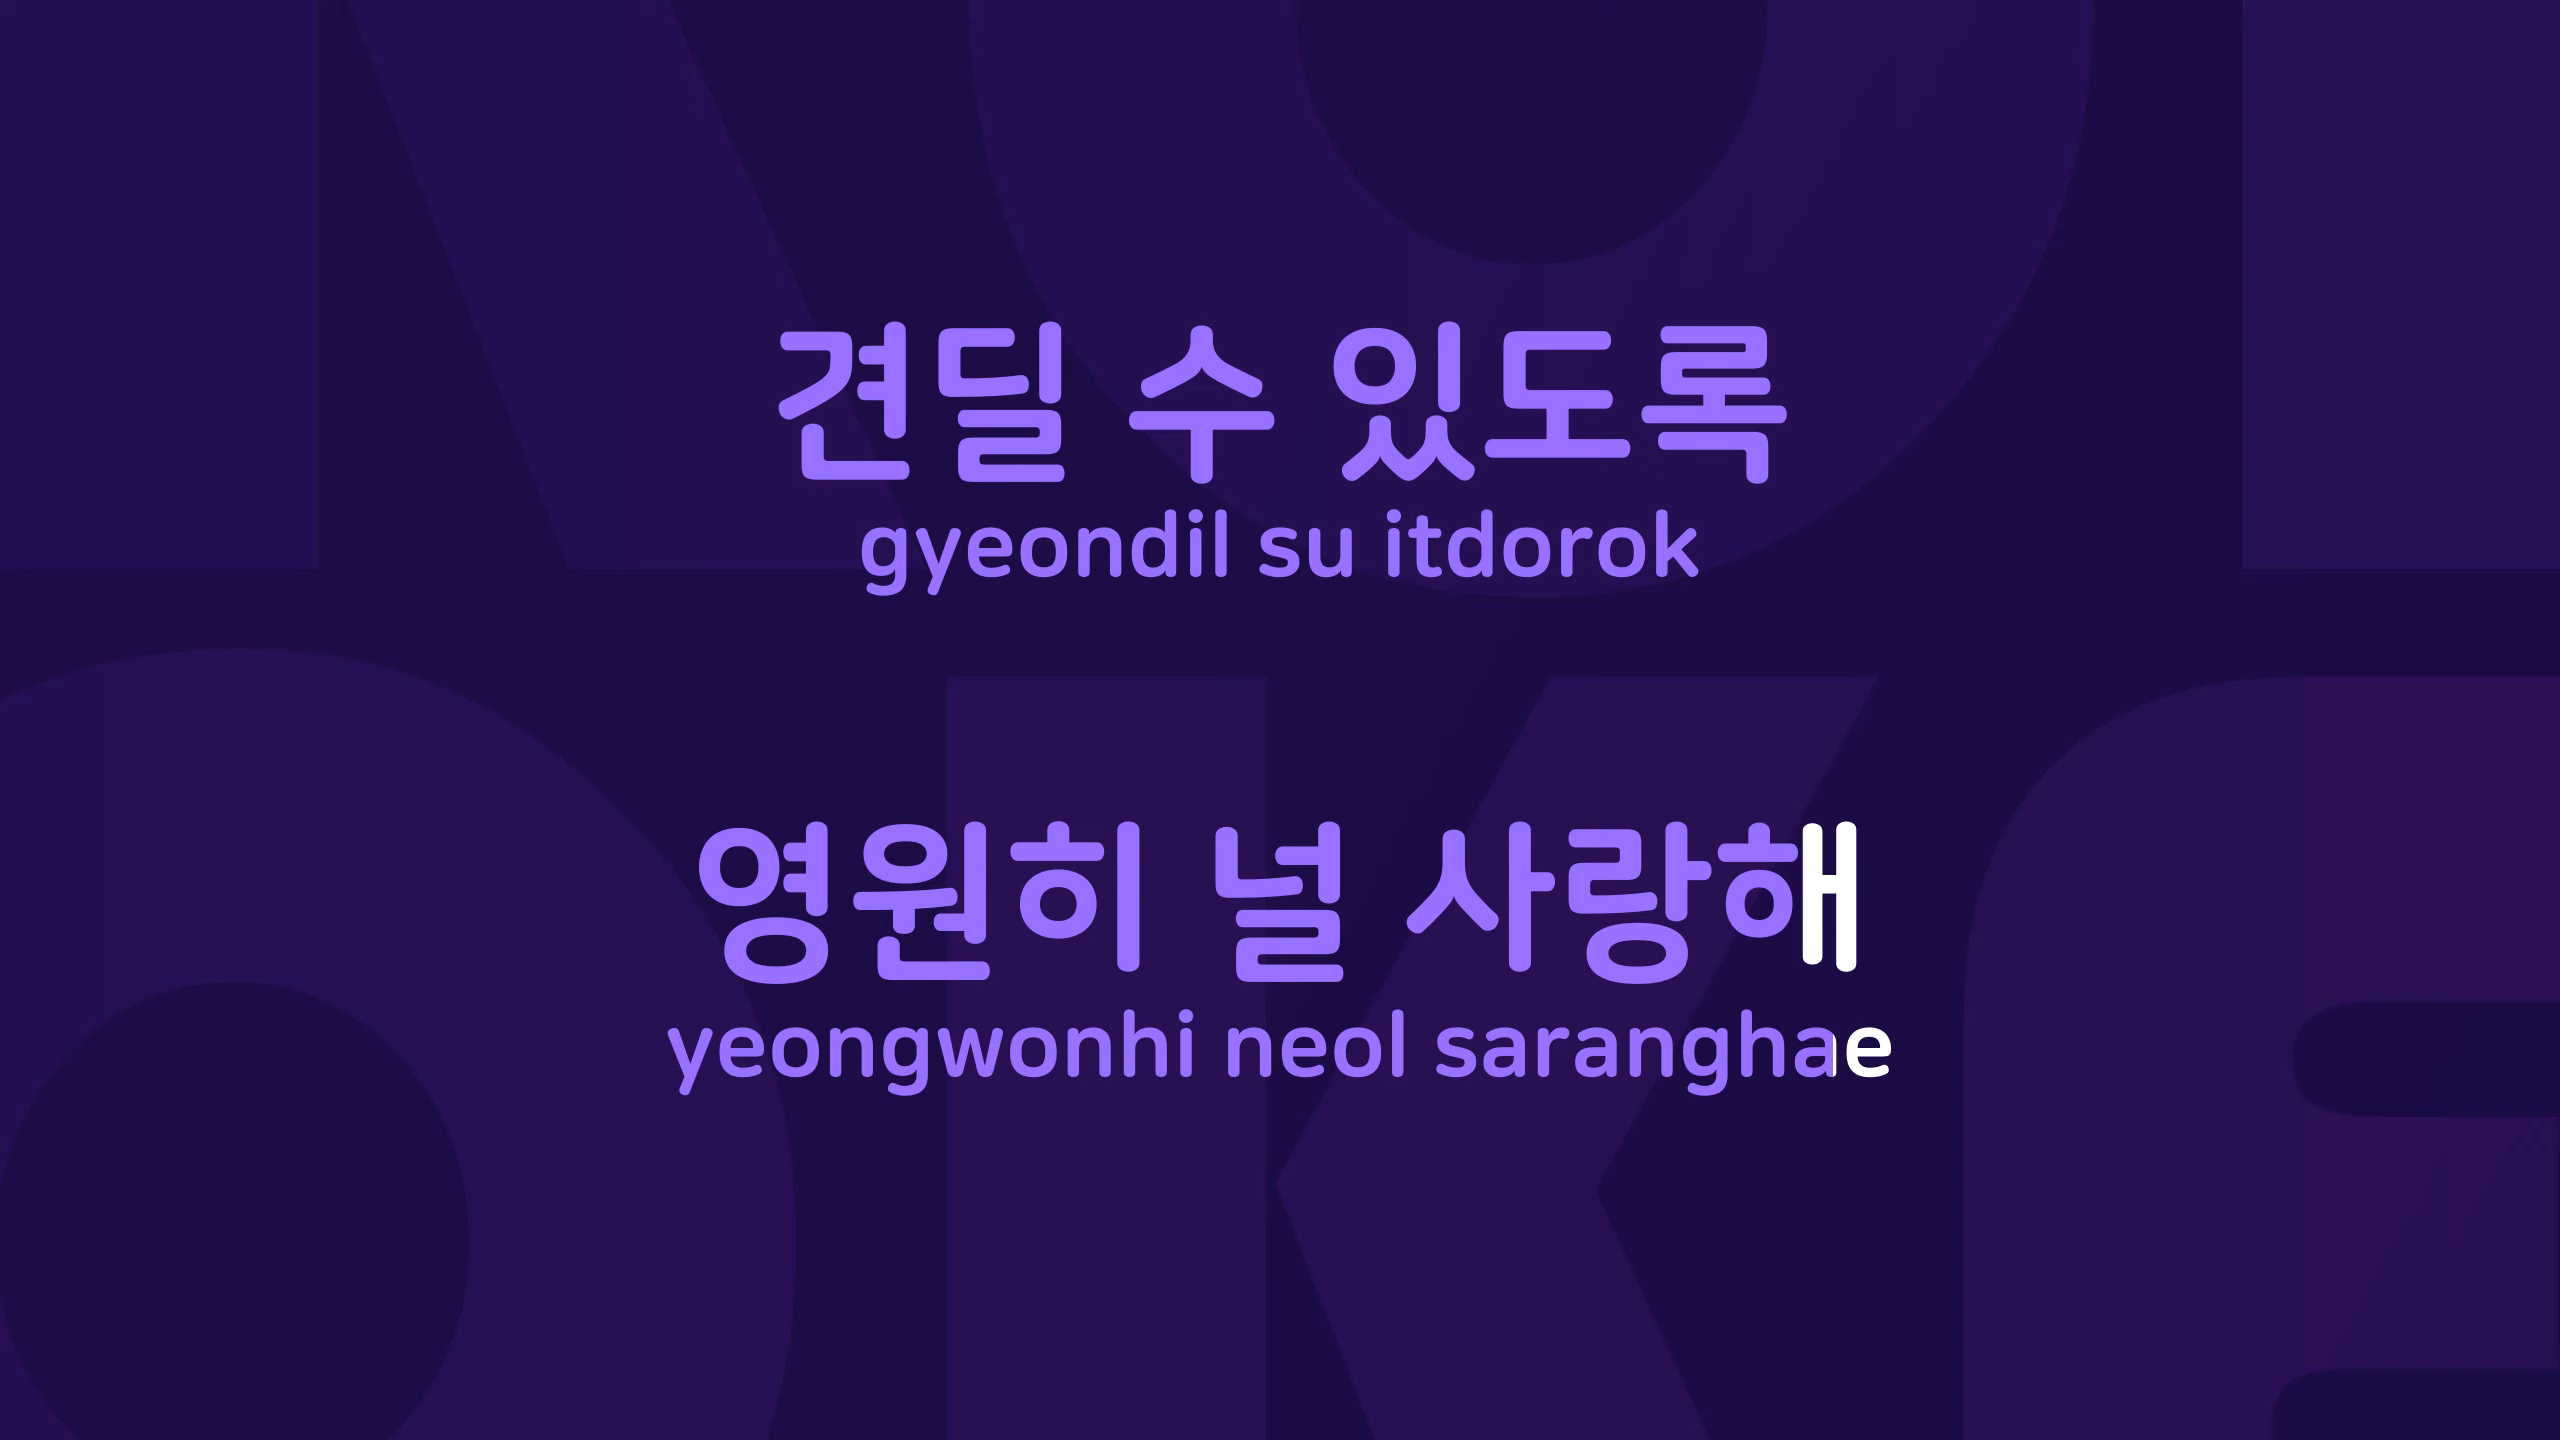 견딜 수 있도록
gyeondil su itdorok
영원히 널 사랑해
yeongwonhi neol saranghae